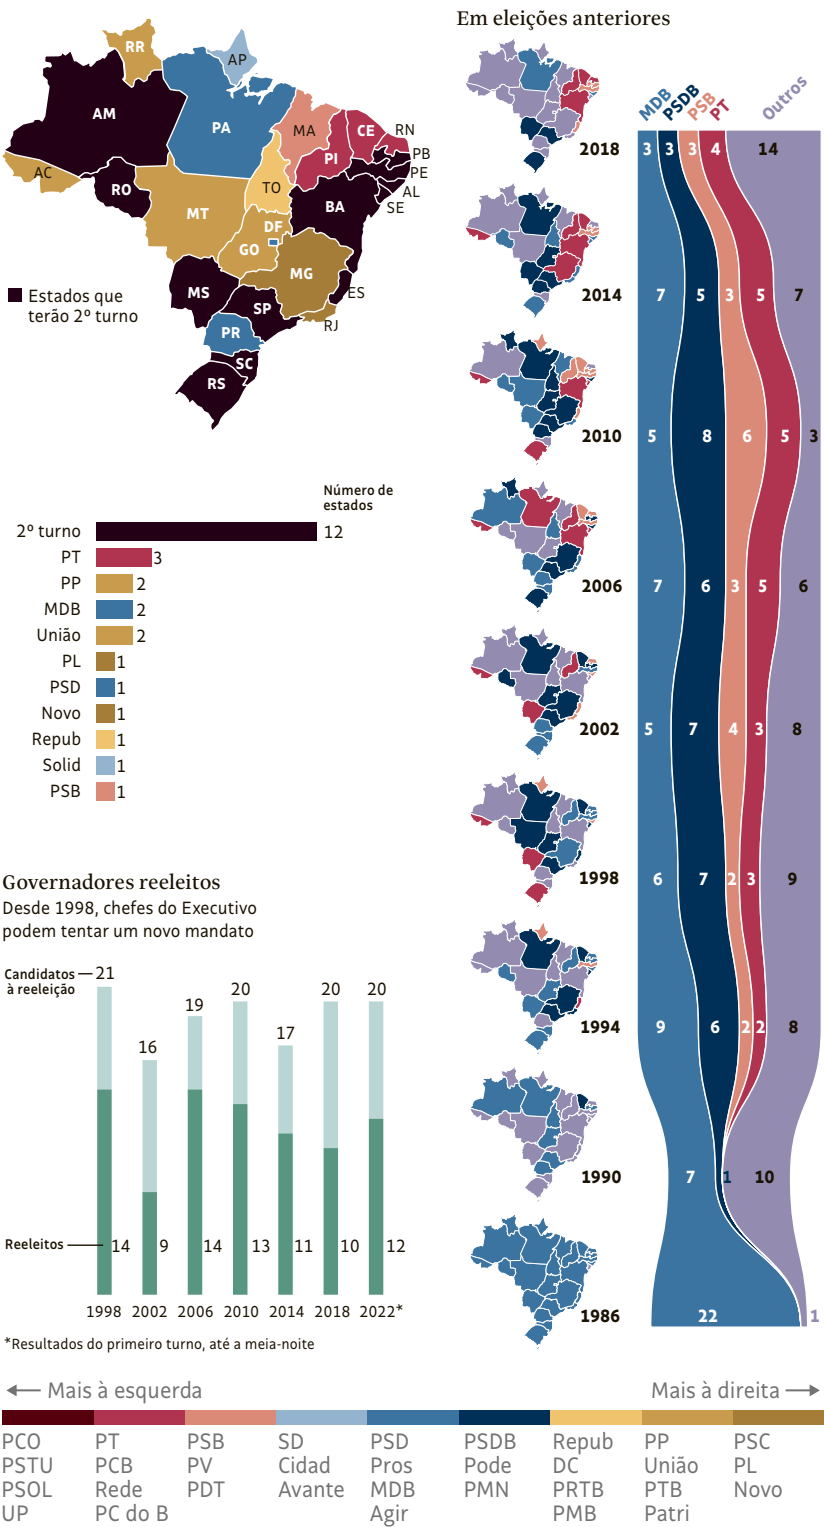 Em eleições anteriores
RR
AP
AM
PA
MA
CE
RN
PI
PB
PE
AC
RO
TO
BA
AL
SE
MT
DF
GO
MG
MS
ES
SP
RJ
PR
SC
RS
Estados que
terão 2º turno
Número de
estados
2º turno 12
PT 3
PP 2
MDB 2
União 2
PL 1
PSD 1
Novo 1
Repub 1
Solid 1
PSB 1
Governadores reeleitos
Desde 1998, chefes do Executivo
podem tentar um novo mandato
Candidatos
à reeleição
21 16 19 20 17 20 20
Reeleitos
14 9 14 13 11 10 12
1998 2002 2006 2010 2014 2018 2022*
*Resultados do primeiro turno, até a meia-noite
MDB PSDB PSB PT Outros
2018 3 3 3 4 14
2014 7 5 3 5 7
2010 5 8 6 5 3
2006 7 6 3 5 6
2002 5 7 4 3 8
1998 6 7 2 3 9
1994 9 6 2 2 8
1990 7 1 10
1986 22 1
Mais à esquerda
Mais à direita
PCO PT PSB SD PSD PSDB Repub PP PSC
PSTU PCB PV Cidad Pros Pode DC União PL
PSOL Rede PDT Avante MDB PMN PRTB PTB Novo
UP PC do B Agir PMB Patri